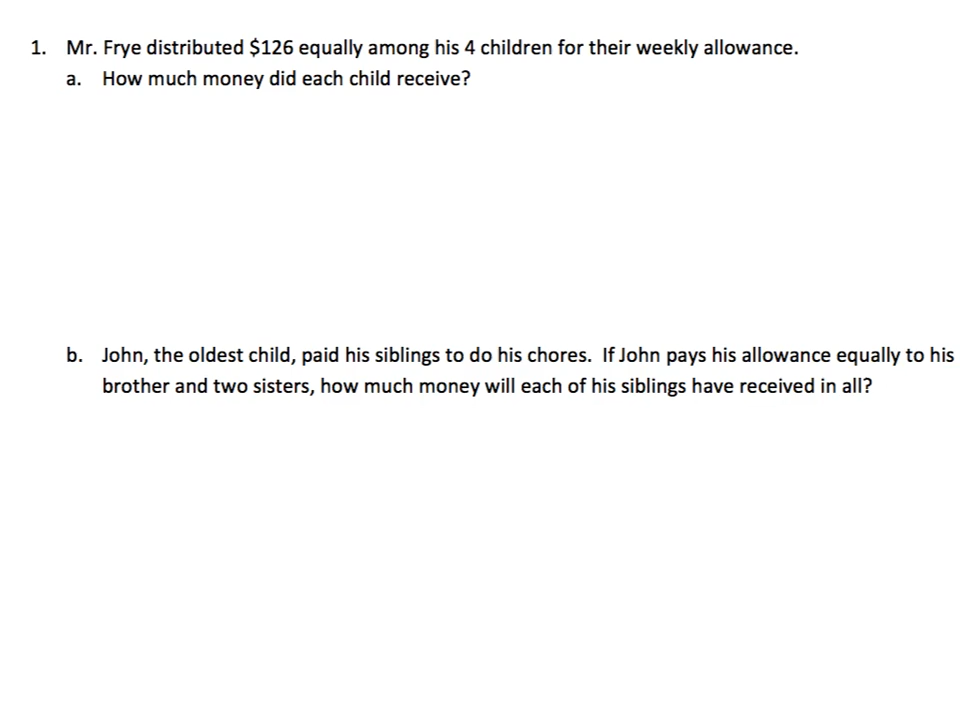 1. Mr. Frye distributed $126 equally among his 4 children for their weekly allowance.
a. How much money did each child receive?
b. John, the oldest child, paid his siblings to do his chores. If John pays his allowance equally to his
brother and two sisters, how much money will each of his siblings have received in all?